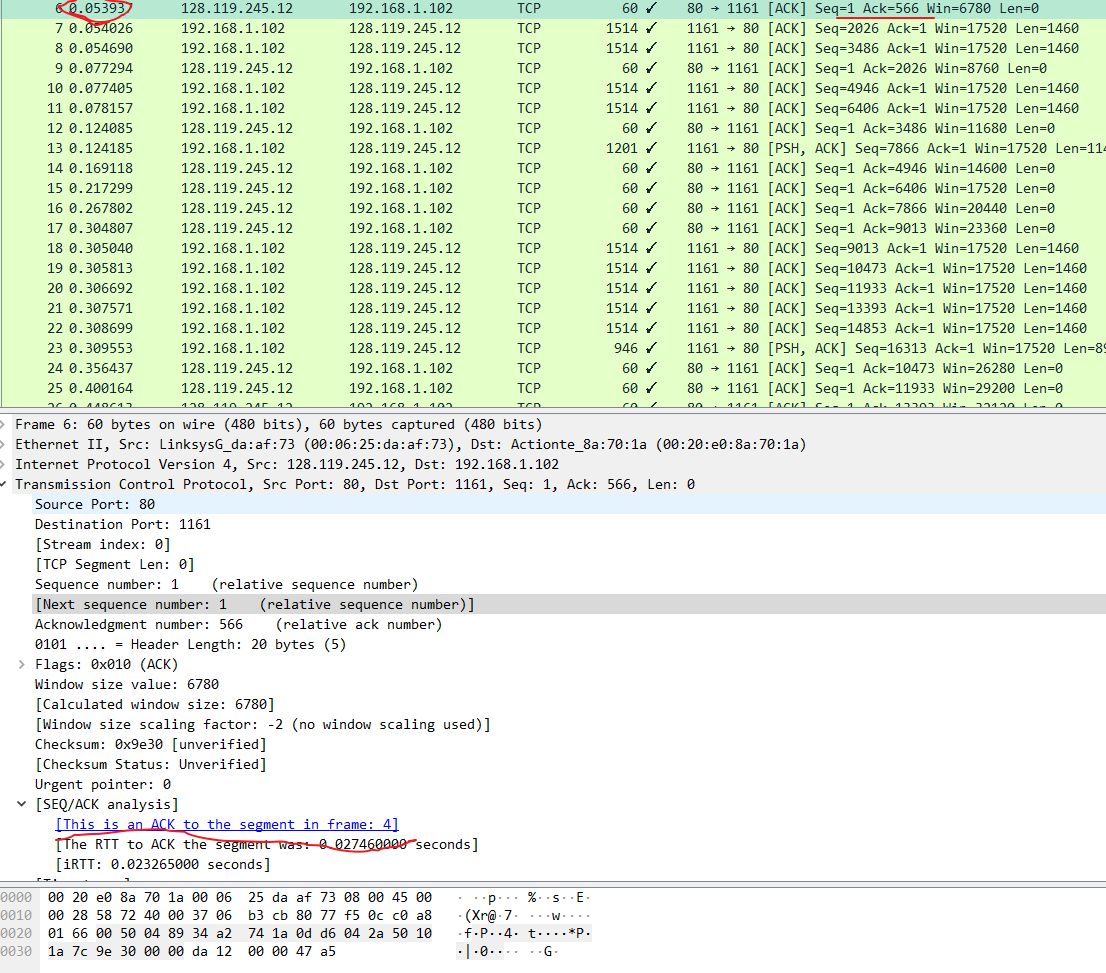 6 0.05393 128.119.245.12 192.168.1.102 TCP 60 ✓ 80 → 1161 [ACK] Seq=1 Ack=566 Win=6780 Len=0
7 0.054026 192.168.1.102 128.119.245.12 TCP 1514 ✓ 1161 → 80 [ACK] Seq=2026 Ack=1 Win=17520 Len=1460
8 0.054690 192.168.1.102 128.119.245.12 TCP 1514 ✓ 1161 → 80 [ACK] Seq=3486 Ack=1 Win=17520 Len=1460
9 0.077294 128.119.245.12 192.168.1.102 TCP 60 ✓ 80 → 1161 [ACK] Seq=1 Ack=2026 Win=8760 Len=0
10 0.077405 192.168.1.102 128.119.245.12 TCP 1514 ✓ 1161 → 80 [ACK] Seq=4946 Ack=1 Win=17520 Len=1460
11 0.078157 192.168.1.102 128.119.245.12 TCP 1514 ✓ 1161 → 80 [ACK] Seq=6406 Ack=1 Win=17520 Len=1460
12 0.124085 128.119.245.12 192.168.1.102 TCP 60 ✓ 80 → 1161 [ACK] Seq=1 Ack=3486 Win=11680 Len=0
13 0.124185 192.168.1.102 128.119.245.12 TCP 1201 ✓ 1161 → 80 [PSH, ACK] Seq=7866 Ack=1 Win=17520 Len=114
14 0.169118 128.119.245.12 192.168.1.102 TCP 60 ✓ 80 → 1161 [ACK] Seq=1 Ack=4946 Win=14600 Len=0
15 0.217299 128.119.245.12 192.168.1.102 TCP 60 ✓ 80 → 1161 [ACK] Seq=1 Ack=6406 Win=17520 Len=0
16 0.267802 128.119.245.12 192.168.1.102 TCP 60 ✓ 80 → 1161 [ACK] Seq=1 Ack=7866 Win=20440 Len=0
17 0.304807 128.119.245.12 192.168.1.102 TCP 60 ✓ 80 → 1161 [ACK] Seq=1 Ack=9013 Win=23360 Len=0
18 0.305040 192.168.1.102 128.119.245.12 TCP 1514 ✓ 1161 → 80 [ACK] Seq=9013 Ack=1 Win=17520 Len=1460
19 0.305813 192.168.1.102 128.119.245.12 TCP 1514 ✓ 1161 → 80 [ACK] Seq=10473 Ack=1 Win=17520 Len=1460
20 0.306692 192.168.1.102 128.119.245.12 TCP 1514 ✓ 1161 → 80 [ACK] Seq=11933 Ack=1 Win=17520 Len=1460
21 0.307571 192.168.1.102 128.119.245.12 TCP 1514 ✓ 1161 → 80 [ACK] Seq=13393 Ack=1 Win=17520 Len=1460
22 0.308699 192.168.1.102 128.119.245.12 TCP 1514 ✓ 1161 → 80 [ACK] Seq=14853 Ack=1 Win=17520 Len=1460
23 0.309553 192.168.1.102 128.119.245.12 TCP 946 ✓ 1161 → 80 [PSH, ACK] Seq=16313 Ack=1 Win=17520 Len=89
24 0.356437 128.119.245.12 192.168.1.102 TCP 60 ✓ 80 → 1161 [ACK] Seq=1 Ack=10473 Win=26280 Len=0
25 0.400164 128.119.245.12 192.168.1.102 TCP 60 ✓ 80 → 1161 [ACK] Seq=1 Ack=11933 Win=29200 Len=0
Frame 6: 60 bytes on wire (480 bits), 60 bytes captured (480 bits)
Ethernet II, Src: LinksysG_da:af:73 (00:06:25:da:af:73), Dst: Actionte_8a:70:1a (00:20:e0:8a:70:1a)
Internet Protocol Version 4, Src: 128.119.245.12, Dst: 192.168.1.102
Transmission Control Protocol, Src Port: 80, Dst Port: 1161, Seq: 1, Ack: 566, Len: 0
Source Port: 80
Destination Port: 1161
[Stream index: 0]
[TCP Segment Len: 0]
Sequence number: 1 (relative sequence number)
[Next sequence number: 1 (relative sequence number)]
Acknowledgment number: 566 (relative ack number)
0101 .... = Header Length: 20 bytes (5)
Flags: 0x010 (ACK)
Window size value: 6780
[Calculated window size: 6780]
[Window size scaling factor: -2 (no window scaling used)]
Checksum: 0x9e30 [unverified]
[Checksum Status: Unverified]
Urgent pointer: 0
[SEQ/ACK analysis]
[This is an ACK to the segment in frame: 4]
[The RTT to ACK the segment was: 0.027460000 seconds]
[iRTT: 0.023265000 seconds]
0000 00 20 e0 8a 70 1a 00 06 25 da af 73 08 00 45 00 · ··p··· %··s··E·
0010 00 28 58 72 40 00 37 06 b3 cb 80 77 f5 0c c0 a8 ·(Xr@·7· ···w····
0020 01 66 00 50 04 89 34 a2 74 1a 0d d6 04 2a 50 10 ·f·P··4· t····*P·
0030 1a 7c 9e 30 00 00 da 12 00 00 47 a5 ·|·0···· ··G·